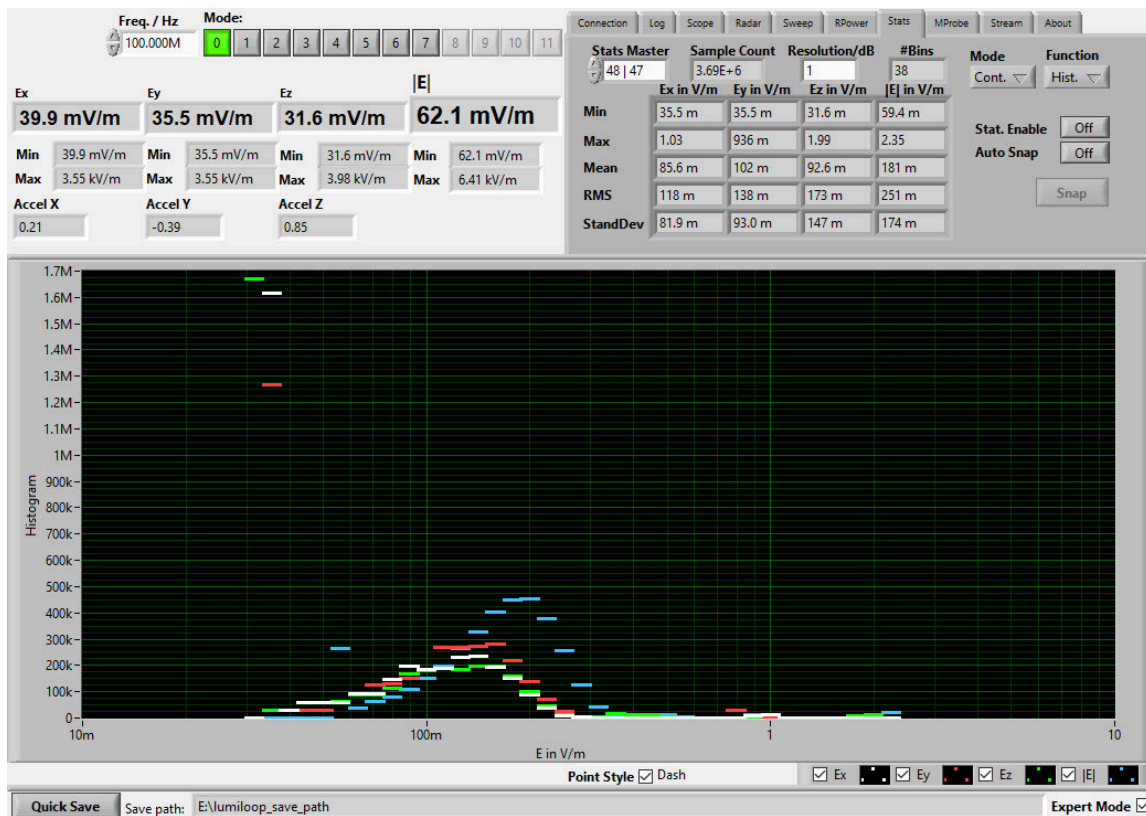 Freq. / Hz
Mode:
100.000M
0 1 2 3 4 5 6 7 8 9 10 11
Ex
Ey
Ez
|E|
39.9 mV/m
35.5 mV/m
31.6 mV/m
62.1 mV/m
Min 39.9 mV/m Min 35.5 mV/m Min 31.6 mV/m Min 62.1 mV/m
Max 3.55 kV/m Max 3.55 kV/m Max 3.98 kV/m Max 6.41 kV/m
Accel X Accel Y Accel Z
0.21 -0.39 0.85
Connection Log Scope Radar Sweep RPower Stats MProbe Stream About
Stats Master Sample Count Resolution/dB #Bins
48 | 47 3.69E+6 1 38
Mode Function
Cont. Hist.
Ex in V/m Ey in V/m Ez in V/m |E| in V/m
Min 35.5 m 35.5 m 31.6 m 59.4 m
Max 1.03 936 m 1.99 2.35
Mean 85.6 m 102 m 92.6 m 181 m
RMS 118 m 138 m 173 m 251 m
StandDev 81.9 m 93.0 m 147 m 174 m
Stat. Enable Off
Auto Snap Off
Snap
1.7M
1.6M
1.5M
1.4M
1.3M
1.2M
1.1M
1M
900k
800k
700k
600k
500k
400k
300k
200k
100k
0
Histogram
10m 100m 1 10
E in V/m
Point Style Dash Ex Ey Ez |E|
Quick Save Save path: E:\lumiloop_save_path Expert Mode